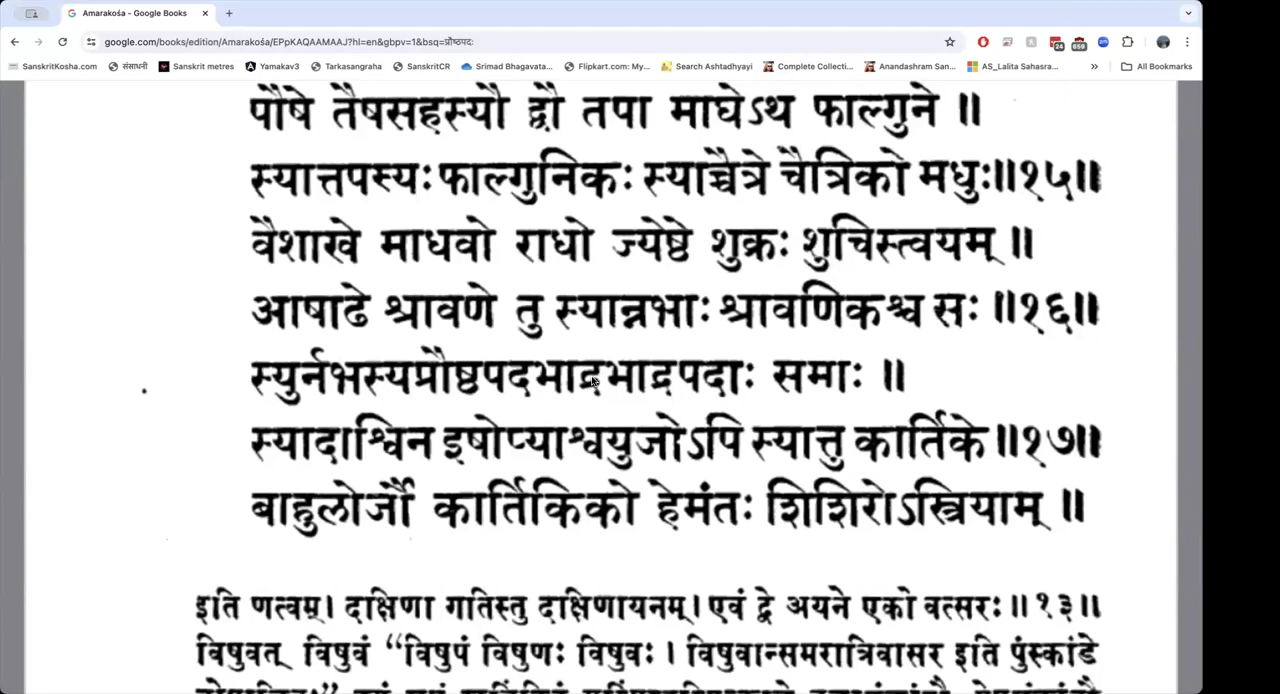 Amarakośa - Google Books
google.com/books/edition/Amarakośa/EPpKAQAAMAAJ?hl=en&gbpv=1&bsq=प्रौष्ठपदः
24 659
SanskritKosha.com संसाधनी Sanskrit metres Yamakav3 Tarkasangraha SanskritCR Srimad Bhagavata... Flipkart.com: My... Search Ashtadhyayi Complete Collecti... Anandashram San... AS_Lalita Sahasra... » All Bookmarks
पौषे तैषसहस्यौ द्वौ तपा माघेऽथ फाल्गुने ॥
स्यात्तपस्यः फाल्गुनिकः स्याच्चैत्रे चैत्रिको मधुः॥१५॥
वैशाखे माधवो राधो ज्येष्ठे शुक्रः शुचिस्त्वयम् ॥
आषाढे श्रावणे तु स्यान्नभाः श्रावणिकश्च सः ॥१६॥
स्युर्नभस्यप्रौष्ठपदभाद्रभाद्रपदाः समाः ॥
स्यादाश्विन इषोप्याश्वयुजोऽपि स्यात्तु कार्तिके॥१७॥
बाहुलोर्जौ कार्तिकिको हेमंतः शिशिरोऽस्त्रियाम् ॥
इति णत्वम्। दाक्षिणा गतिस्तु दाक्षिणायनम्। एवं द्वे अयने एको वत्सरः॥१३॥
विषुवत् विषुवं “विषुपं विषुणः विषुवः। विषुवान्समरात्रिवासर इति पुंस्कांडे